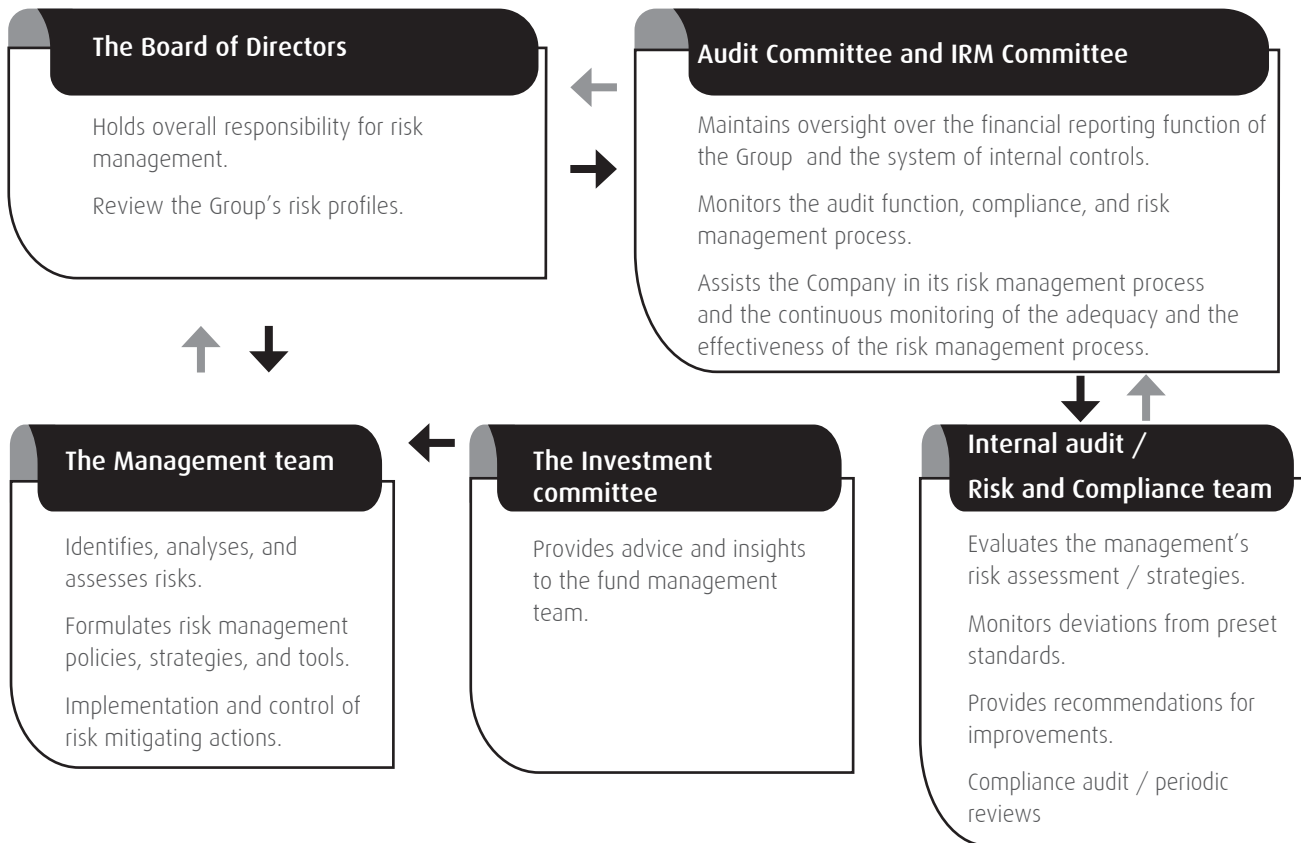 The Board of Directors
Holds overall responsibility for risk
management.
Review the Group's risk profiles.
Audit Committee and IRM Committee
Maintains oversight over the financial reporting function of
the Group and the system of internal controls.
Monitors the audit function, compliance, and risk
management process.
Assists the Company in its risk management process
and the continuous monitoring of the adequacy and the
effectiveness of the risk management process.
The Management team
Identifies, analyses, and
assesses risks.
Formulates risk management
policies, strategies, and tools.
Implementation and control of
risk mitigating actions.
The Investment
committee
Provides advice and insights
to the fund management
team.
Internal audit /
Risk and Compliance team
Evaluates the management's
risk assessment / strategies.
Monitors deviations from preset
standards.
Provides recommendations for
improvements.
Compliance audit / periodic
reviews